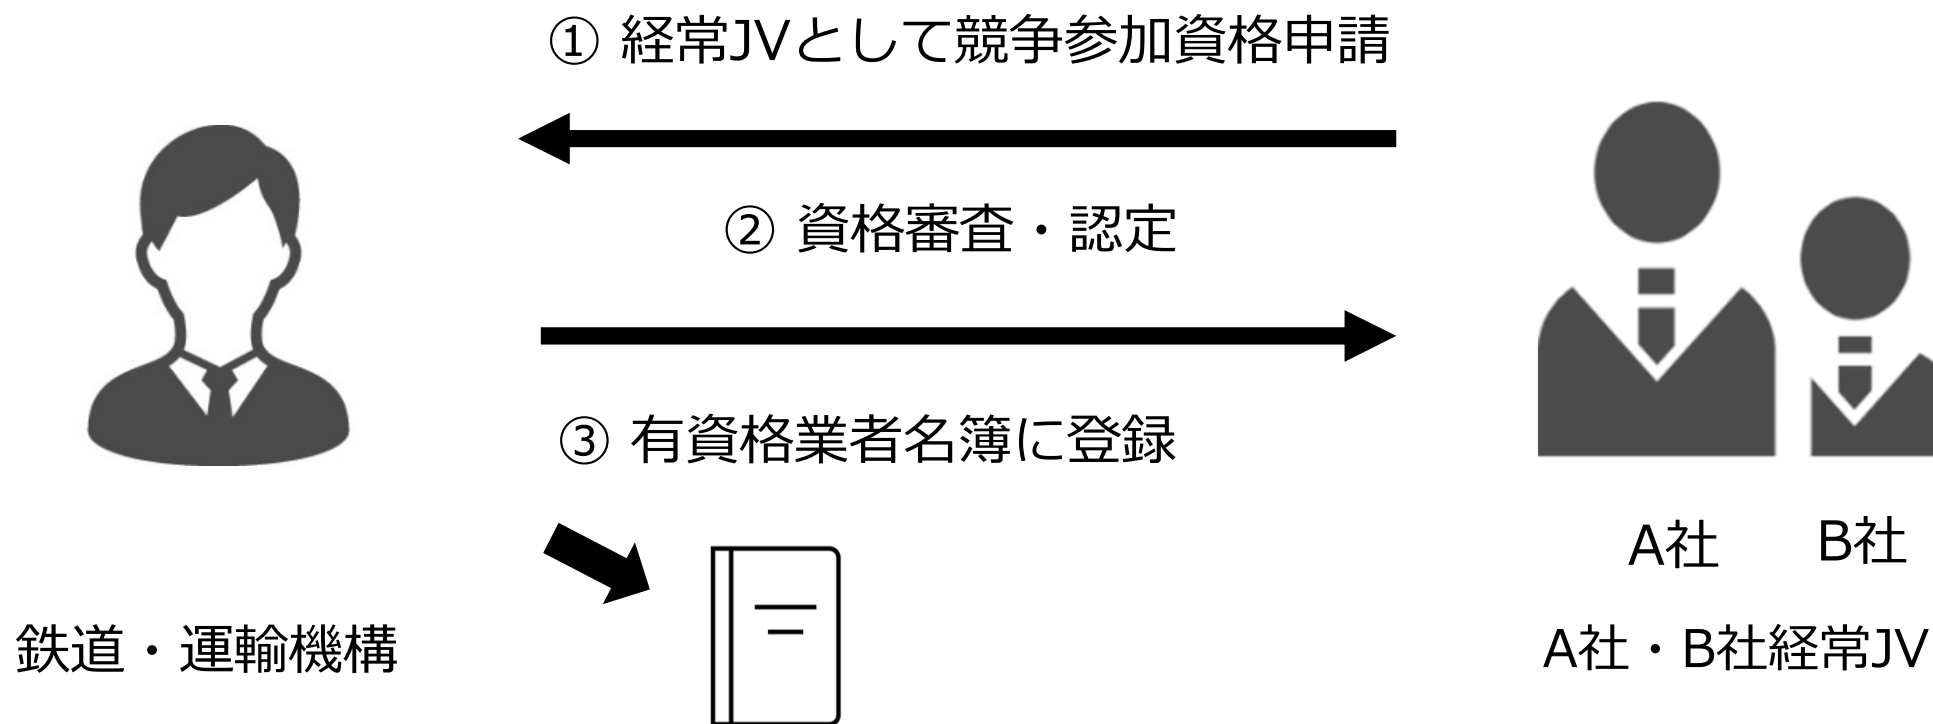 ① 経常JVとして競争参加資格申請
② 資格審査・認定
③ 有資格業者名簿に登録
A社 B社
鉄道・運輸機構
A社・B社経常JV